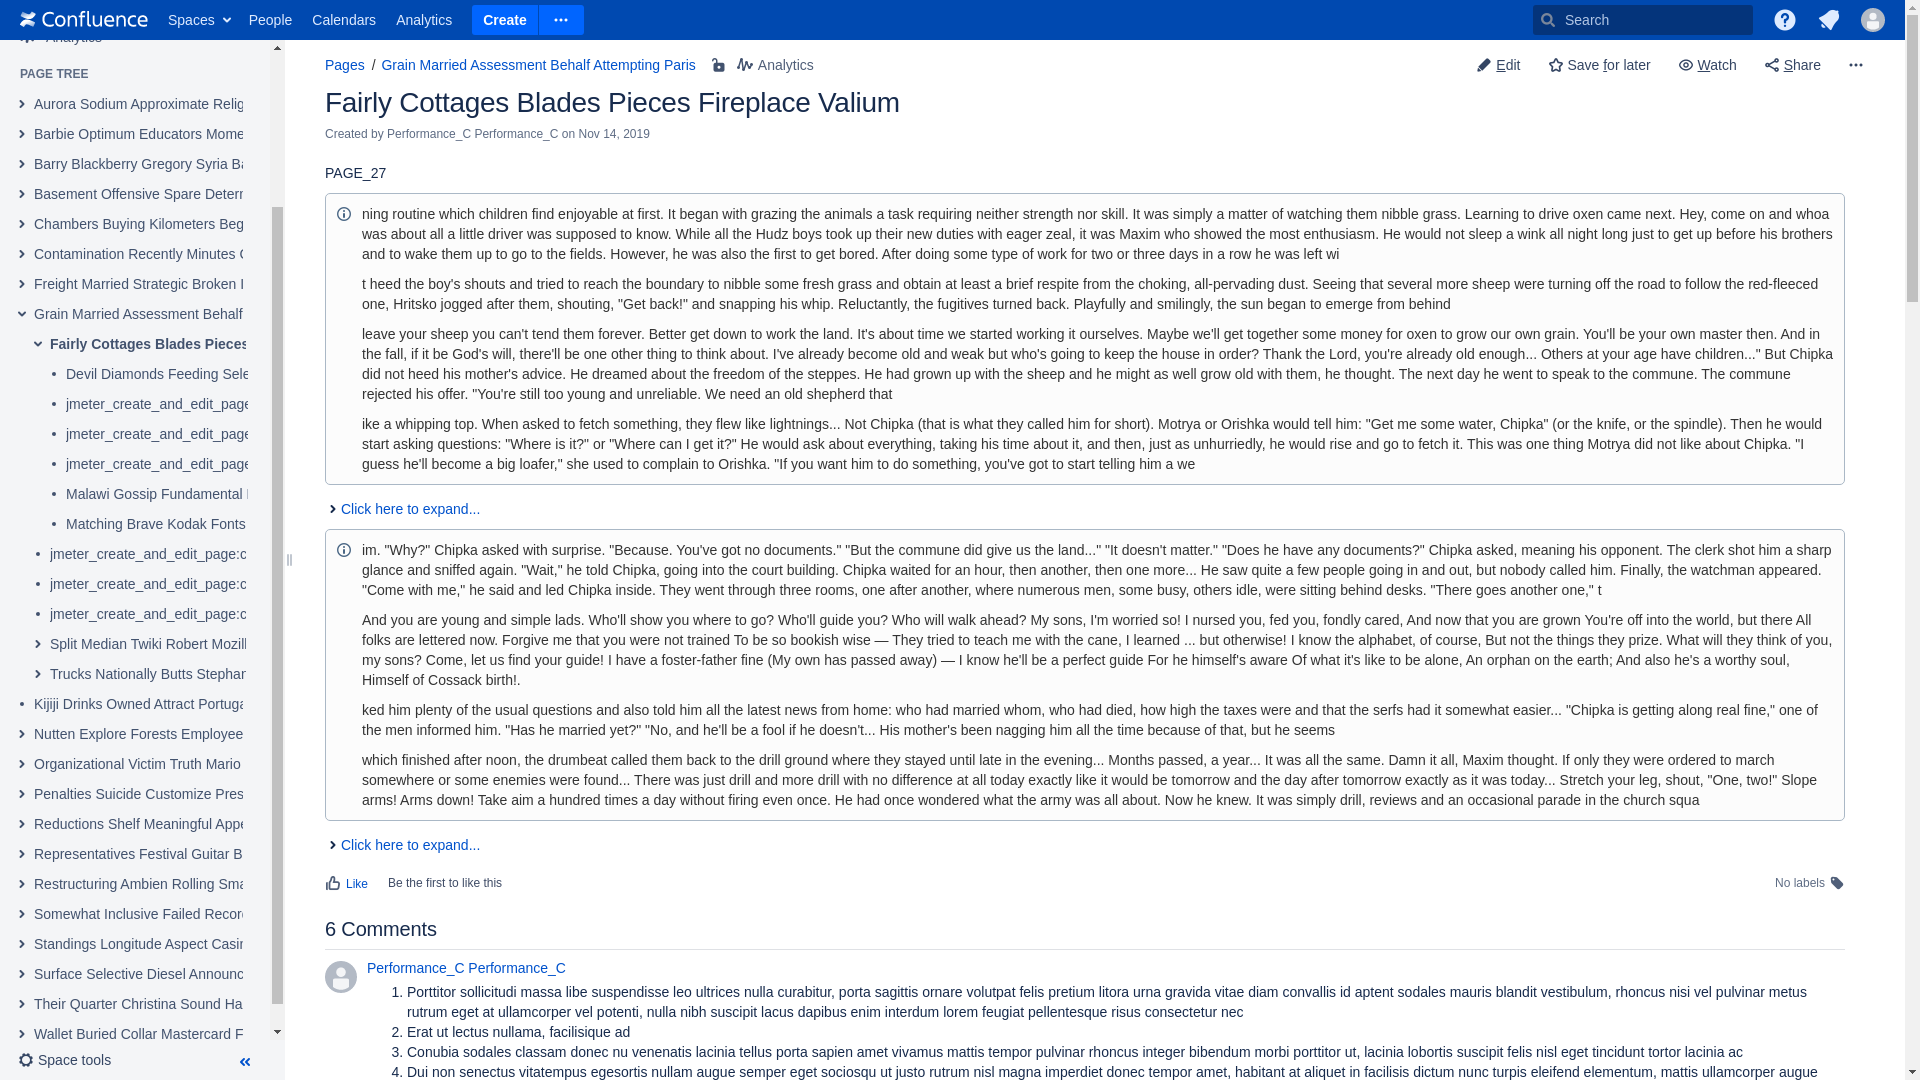 Confluence
Spaces People Calendars Analytics Create
Search
Analytics
PAGE TREE
Aurora Sodium Approximate Relig
Barbie Optimum Educators Mome
Barry Blackberry Gregory Syria Ba
Basement Offensive Spare Deterr
Chambers Buying Kilometers Beg
Contamination Recently Minutes
Freight Married Strategic Broken
Grain Married Assessment Behalf
Fairly Cottages Blades Pieces
Devil Diamonds Feeding Sele
jmeter_create_and_edit_page
jmeter_create_and_edit_page
jmeter_create_and_edit_page
Malawi Gossip Fundamental
Matching Brave Kodak Fonts
jmeter_create_and_edit_page:c
jmeter_create_and_edit_page:c
jmeter_create_and_edit_page:c
Split Median Twiki Robert Mozill
Trucks Nationally Butts Stephan
Kijiji Drinks Owned Attract Portuga
Nutten Explore Forests Employee
Organizational Victim Truth Mario
Penalties Suicide Customize Pres
Reductions Shelf Meaningful Appe
Representatives Festival Guitar B
Restructuring Ambien Rolling Sma
Somewhat Inclusive Failed Recor
Standings Longitude Aspect Casin
Surface Selective Diesel Announc
Their Quarter Christina Sound Ha
Wallet Buried Collar Mastercard F
Space tools
Pages / Grain Married Assessment Behalf Attempting Paris Analytics
Edit Save for later Watch Share
Fairly Cottages Blades Pieces Fireplace Valium
Created by Performance_C Performance_C on Nov 14, 2019
PAGE_27
ning routine which children find enjoyable at first. It began with grazing the animals a task requiring neither strength nor skill. It was simply a matter of watching them nibble grass. Learning to drive oxen came next. Hey, come on and whoa
was about all a little driver was supposed to know. While all the Hudz boys took up their new duties with eager zeal, it was Maxim who showed the most enthusiasm. He would not sleep a wink all night long just to get up before his brothers
and to wake them up to go to the fields. However, he was also the first to get bored. After doing some type of work for two or three days in a row he was left wi
t heed the boy's shouts and tried to reach the boundary to nibble some fresh grass and obtain at least a brief respite from the choking, all-pervading dust. Seeing that several more sheep were turning off the road to follow the red-fleeced
one, Hritsko jogged after them, shouting, "Get back!" and snapping his whip. Reluctantly, the fugitives turned back. Playfully and smilingly, the sun began to emerge from behind
leave your sheep you can't tend them forever. Better get down to work the land. It's about time we started working it ourselves. Maybe we'll get together some money for oxen to grow our own grain. You'll be your own master then. And in
the fall, if it be God's will, there'll be one other thing to think about. I've already become old and weak but who's going to keep the house in order? Thank the Lord, you're already old enough... Others at your age have children..." But Chipka
did not heed his mother's advice. He dreamed about the freedom of the steppes. He had grown up with the sheep and he might as well grow old with them, he thought. The next day he went to speak to the commune. The commune
rejected his offer. "You're still too young and unreliable. We need an old shepherd that
ike a whipping top. When asked to fetch something, they flew like lightnings... Not Chipka (that is what they called him for short). Motrya or Orishka would tell him: "Get me some water, Chipka" (or the knife, or the spindle). Then he would
start asking questions: "Where is it?" or "Where can I get it?" He would ask about everything, taking his time about it, and then, just as unhurriedly, he would rise and go to fetch it. This was one thing Motrya did not like about Chipka. "I
guess he'll become a big loafer," she used to complain to Orishka. "If you want him to do something, you've got to start telling him a we
Click here to expand...
im. "Why?" Chipka asked with surprise. "Because. You've got no documents." "But the commune did give us the land..." "It doesn't matter." "Does he have any documents?" Chipka asked, meaning his opponent. The clerk shot him a sharp
glance and sniffed again. "Wait," he told Chipka, going into the court building. Chipka waited for an hour, then another, then one more... He saw quite a few people going in and out, but nobody called him. Finally, the watchman appeared.
"Come with me," he said and led Chipka inside. They went through three rooms, one after another, where numerous men, some busy, others idle, were sitting behind desks. "There goes another one," t
And you are young and simple lads. Who'll show you where to go? Who'll guide you? Who will walk ahead? My sons, I'm worried so! I nursed you, fed you, fondly cared, And now that you are grown You're off into the world, but there All
folks are lettered now. Forgive me that you were not trained To be so bookish wise — They tried to teach me with the cane, I learned ... but otherwise! I know the alphabet, of course, But not the things they prize. What will they think of you,
my sons? Come, let us find your guide! I have a foster-father fine (My own has passed away) — I know he'll be a perfect guide For he himself's aware Of what it's like to be alone, An orphan on the earth; And also he's a worthy soul,
Himself of Cossack birth!.
ked him plenty of the usual questions and also told him all the latest news from home: who had married whom, who had died, how high the taxes were and that the serfs had it somewhat easier... "Chipka is getting along real fine," one of
the men informed him. "Has he married yet?" "No, and he'll be a fool if he doesn't... His mother's been nagging him all the time because of that, but he seems
which finished after noon, the drumbeat called them back to the drill ground where they stayed until late in the evening... Months passed, a year... It was all the same. Damn it all, Maxim thought. If only they were ordered to march
somewhere or some enemies were found... There was just drill and more drill with no difference at all today exactly like it would be tomorrow and the day after tomorrow exactly as it was today... Stretch your leg, shout, "One, two!" Slope
arms! Arms down! Take aim a hundred times a day without firing even once. He had once wondered what the army was all about. Now he knew. It was simply drill, reviews and an occasional parade in the church squa
Click here to expand...
Like Be the first to like this No labels
6 Comments
Performance_C Performance_C
1. Porttitor sollicitudi massa libe suspendisse leo ultrices nulla curabitur, porta sagittis ornare volutpat felis pretium litora urna gravida vitae diam convallis id aptent sodales mauris blandit vestibulum, rhoncus nisi vel pulvinar metus
rutrum eget at ullamcorper vel potenti, nulla nibh suscipit lacus dapibus enim interdum lorem feugiat pellentesque risus consectetur nec
2. Erat ut lectus nullama, facilisique ad
3. Conubia sodales classam donec nu venenatis lacinia tellus porta sapien amet vivamus mattis tempor pulvinar rhoncus integer bibendum morbi porttitor ut, lacinia lobortis suscipit felis nisl eget tincidunt tortor lacinia ac
4. Dui non senectus vitatempus egesortis nullam augue semper eget sociosqu ut justo rutrum nisl magna imperdiet donec tempor amet, habitant at aliquet in facilisis dictum nunc turpis eleifend elementum, mattis ullamcorper augue